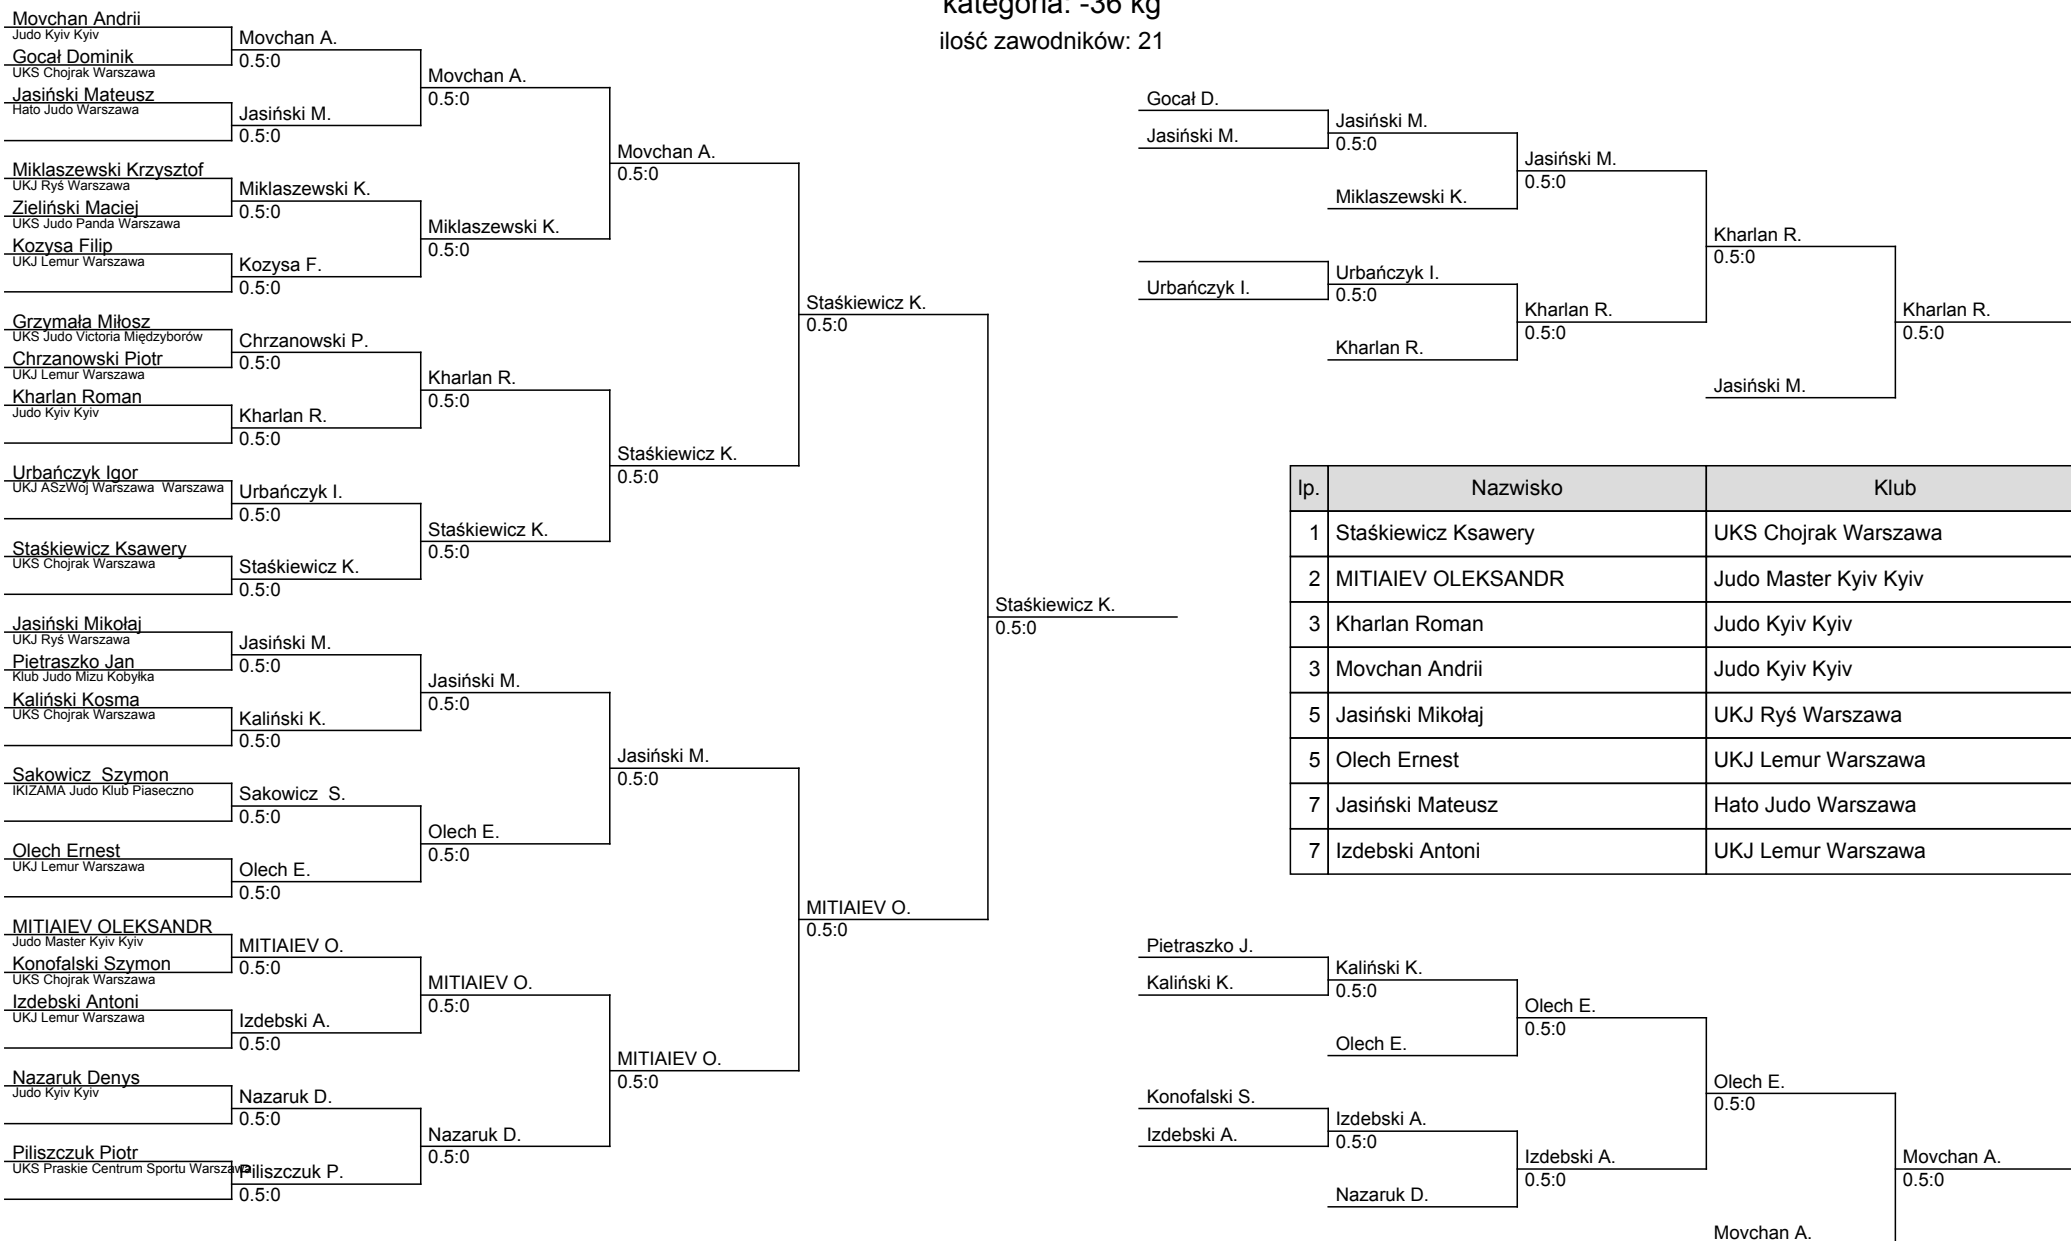 kategoria: -36 kg
ilość zawodników: 21
Movchan Andrii
Judo Kyiv Kyiv
Gocał Dominik
UKS Chojrak Warszawa
Jasiński Mateusz
Hato Judo Warszawa
Miklaszewski Krzysztof
UKJ Ryś Warszawa
Zieliński Maciej
UKS Judo Panda Warszawa
Kozysa Filip
UKJ Lemur Warszawa
Grzymała Miłosz
UKS Judo Victoria Międzyborów
Chrzanowski Piotr
UKJ Lemur Warszawa
Kharlan Roman
Judo Kyiv Kyiv
Urbańczyk Igor
UKJ ASzWoj Warszawa  Warszawa
Staśkiewicz Ksawery
UKS Chojrak Warszawa
Jasiński Mikołaj
UKJ Ryś Warszawa
Pietraszko Jan
Klub Judo Mizu Kobyłka
Kaliński Kosma
UKS Chojrak Warszawa
Sakowicz  Szymon
IKIZAMA Judo Klub Piaseczno
Olech Ernest
UKJ Lemur Warszawa
MITIAIEV OLEKSANDR
Judo Master Kyiv Kyiv
Konofalski Szymon
UKS Chojrak Warszawa
Izdebski Antoni
UKJ Lemur Warszawa
Nazaruk Denys
Judo Kyiv Kyiv
Piliszczuk Piotr
UKS Praskie Centrum Sportu Warszawa
Movchan A.
0.5:0
Jasiński M.
0.5:0
Miklaszewski K.
0.5:0
Kozysa F.
0.5:0
Chrzanowski P.
0.5:0
Kharlan R.
0.5:0
Urbańczyk I.
0.5:0
Staśkiewicz K.
0.5:0
Jasiński M.
0.5:0
Kaliński K.
0.5:0
Sakowicz  S.
0.5:0
Olech E.
0.5:0
MITIAIEV O.
0.5:0
Izdebski A.
0.5:0
Nazaruk D.
0.5:0
Piliszczuk P.
0.5:0
Movchan A.
0.5:0
Miklaszewski K.
0.5:0
Kharlan R.
0.5:0
Staśkiewicz K.
0.5:0
Jasiński M.
0.5:0
Olech E.
0.5:0
MITIAIEV O.
0.5:0
Nazaruk D.
0.5:0
Movchan A.
0.5:0
Staśkiewicz K.
0.5:0
Jasiński M.
0.5:0
MITIAIEV O.
0.5:0
Staśkiewicz K.
0.5:0
MITIAIEV O.
0.5:0
Staśkiewicz K.
0.5:0
Gocał D.
Jasiński M.
Urbańczyk I.
Jasiński M.
0.5:0
Miklaszewski K.
Urbańczyk I.
0.5:0
Kharlan R.
Jasiński M.
0.5:0
Kharlan R.
0.5:0
Kharlan R.
0.5:0
Jasiński M.
Kharlan R.
0.5:0
lp. Nazwisko Klub
1 Staśkiewicz Ksawery UKS Chojrak Warszawa
2 MITIAIEV OLEKSANDR Judo Master Kyiv Kyiv
3 Kharlan Roman Judo Kyiv Kyiv
3 Movchan Andrii Judo Kyiv Kyiv
5 Jasiński Mikołaj UKJ Ryś Warszawa
5 Olech Ernest UKJ Lemur Warszawa
7 Jasiński Mateusz Hato Judo Warszawa
7 Izdebski Antoni UKJ Lemur Warszawa
Pietraszko J.
Kaliński K.
Konofalski S.
Izdebski A.
Kaliński K.
0.5:0
Olech E.
Izdebski A.
0.5:0
Nazaruk D.
Olech E.
0.5:0
Izdebski A.
0.5:0
Olech E.
0.5:0
Movchan A.
Movchan A.
0.5:0